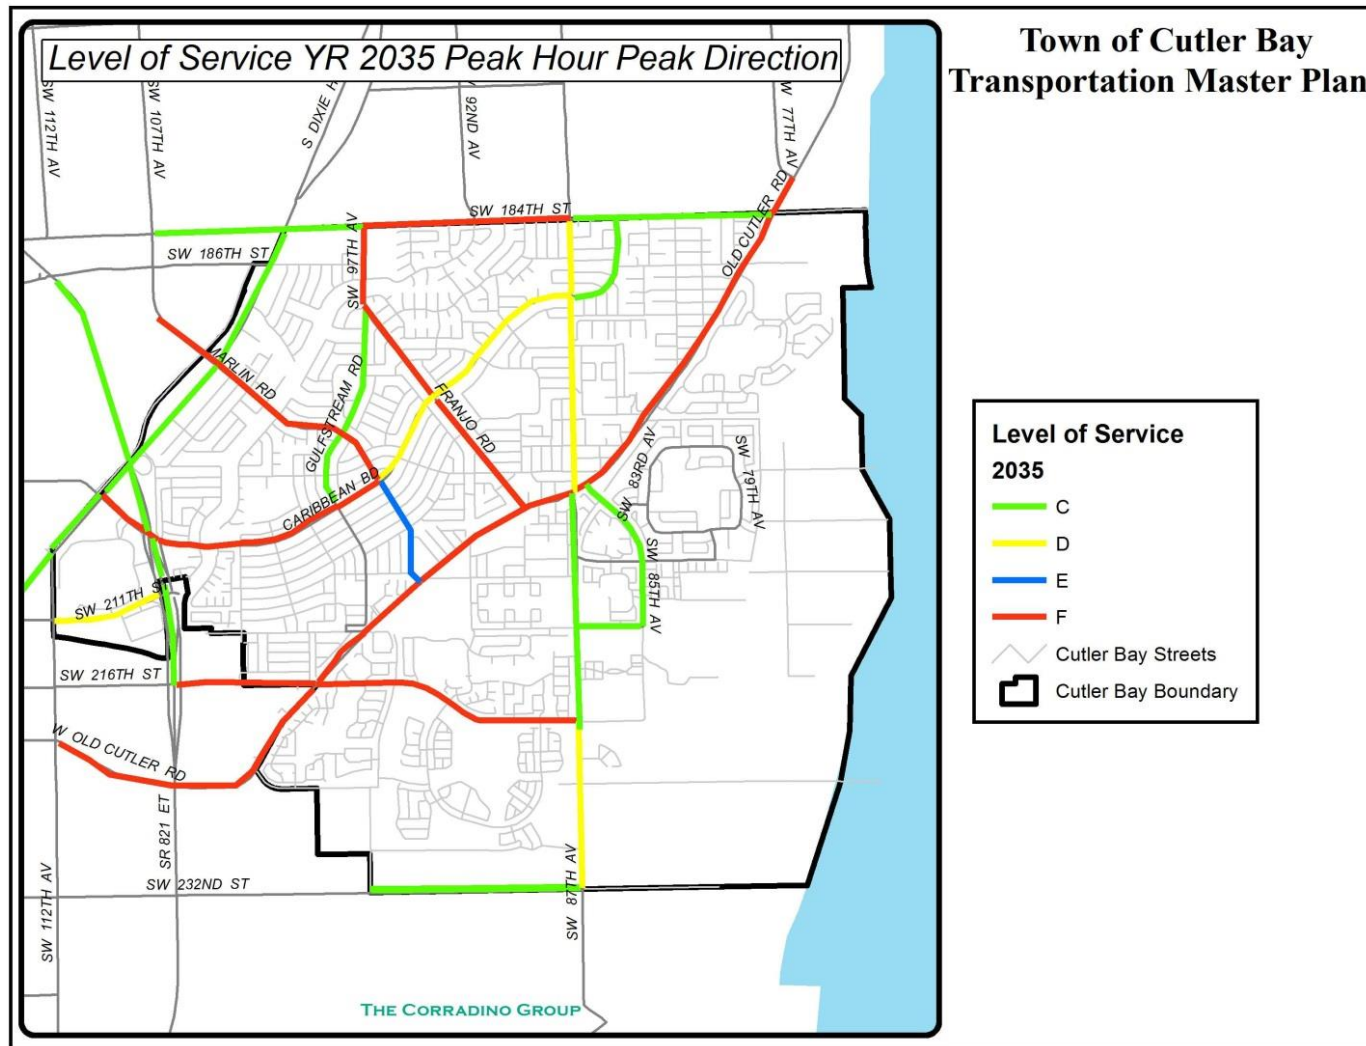 Level of Service YR 2035 Peak Hour Peak Direction
Town of Cutler Bay
Transportation Master Plan
SW 112TH AV
SW 107TH AV
S DIXIE H
92ND AV
SW 77TH AV
SW 184TH ST
SW 186TH ST
SW 97TH AV
OLD CUTLER RD
MARLIN RD
GULFSTREAM RD
FRANJO RD
CARIBBEAN BD
SW 83RD AV
SW 79TH AV
SW 85TH AV
SW 211TH ST
SW 216TH ST
W OLD CUTLER RD
SR 821 ET
SW 232ND ST
SW 112TH AV
SW 87TH AV
THE CORRADINO GROUP
Level of Service
2035
C
D
E
F
Cutler Bay Streets
Cutler Bay Boundary